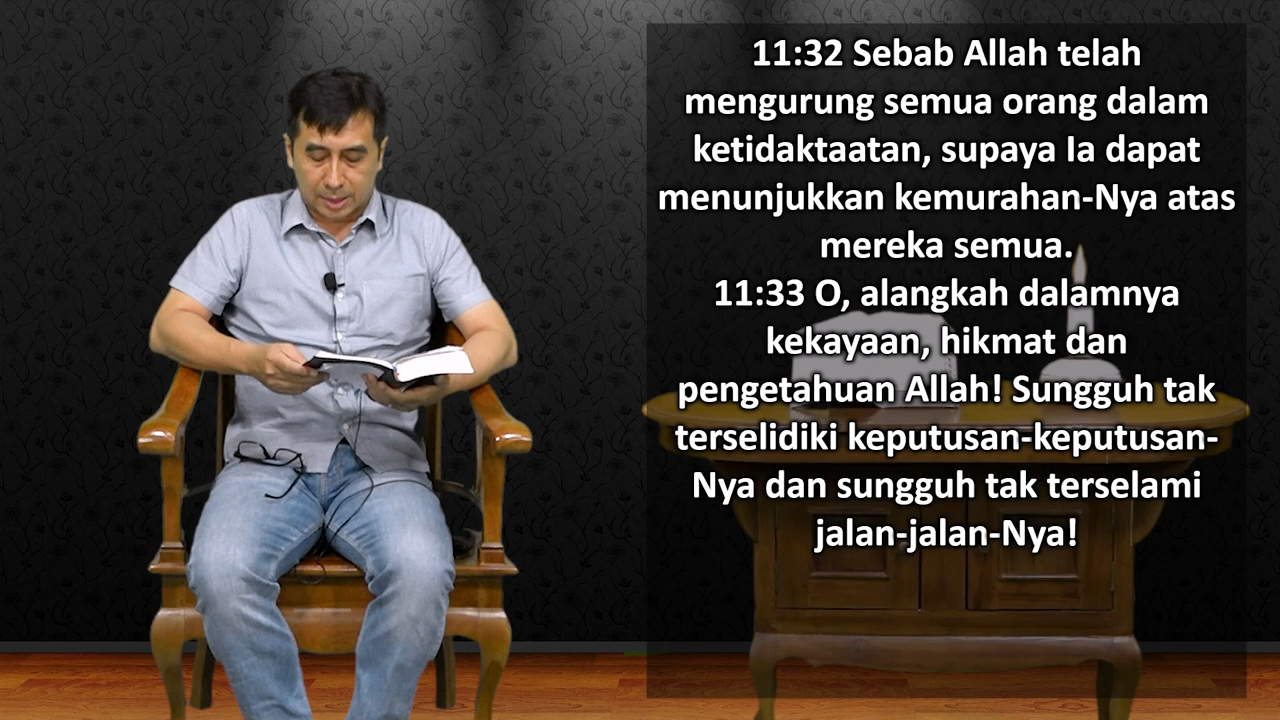 11:32 Sebab Allah telah
mengurung semua orang dalam
ketidaktaatan, supaya Ia dapat
menunjukkan kemurahan-Nya atas
mereka semua.
11:33 O, alangkah dalamnya
kekayaan, hikmat dan
pengetahuan Allah! Sungguh tak
terselidiki keputusan-keputusan-
Nya dan sungguh tak terselami
jalan-jalan-Nya!